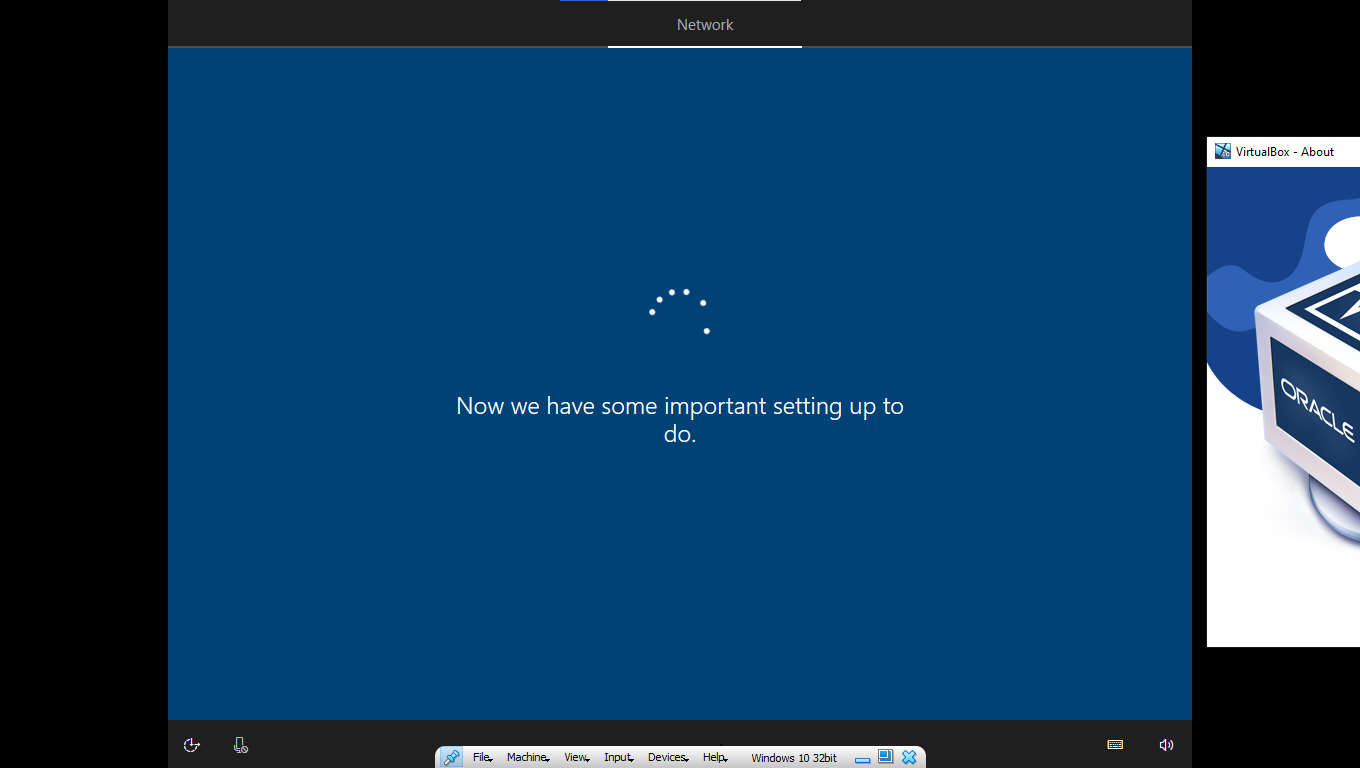 Network
VirtualBox - About
ORACLE
Now we have some important setting up to
do.
File Machine View Input Devices Help Windows 10 32bit